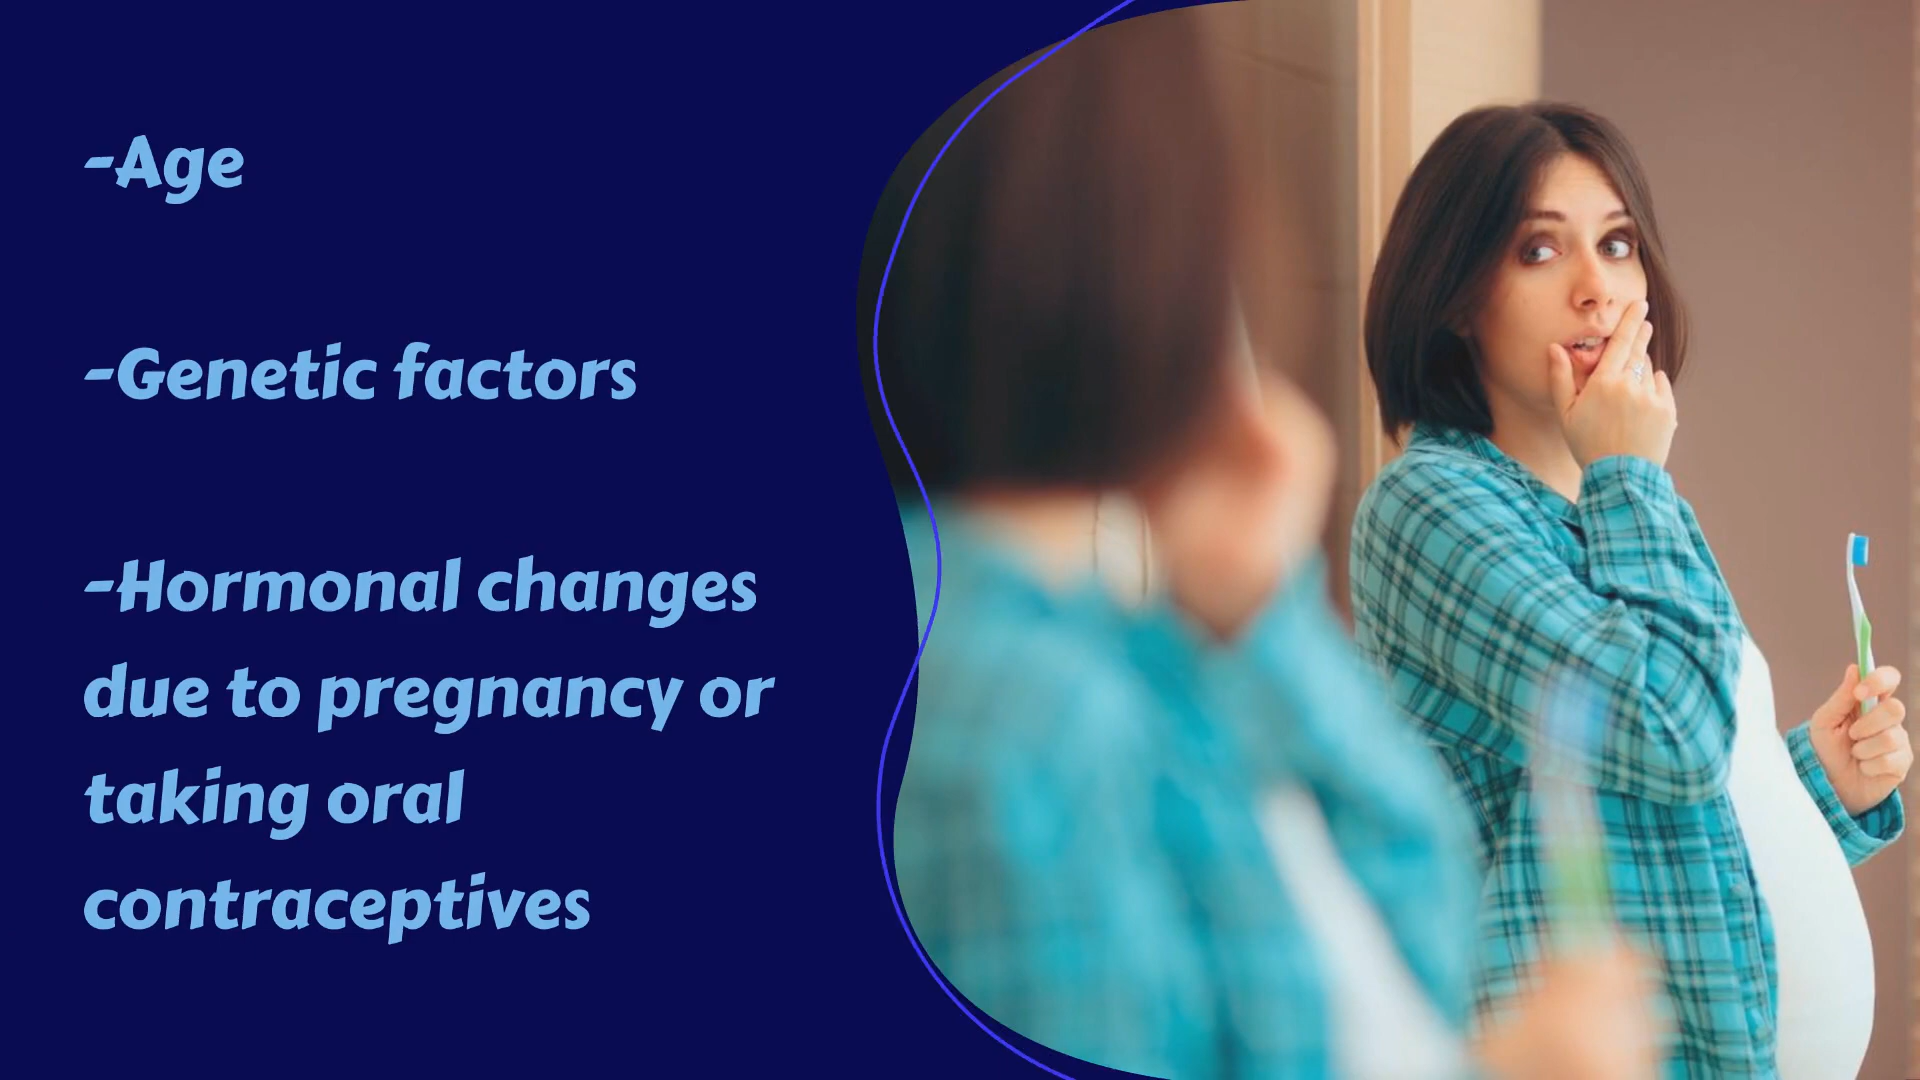 -Age
-Genetic factors
-Hormonal changes
due to pregnancy or
taking oral
contraceptives